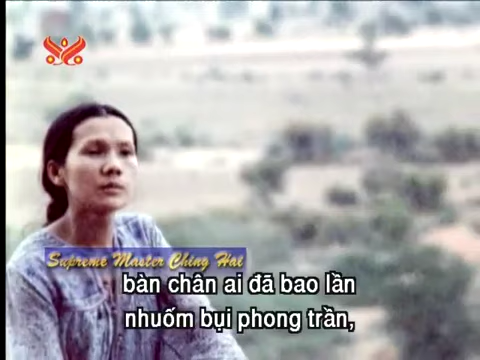 Supreme Master Ching Hai
bàn chân ai đã bao lần
nhuốm bụi phong trần,